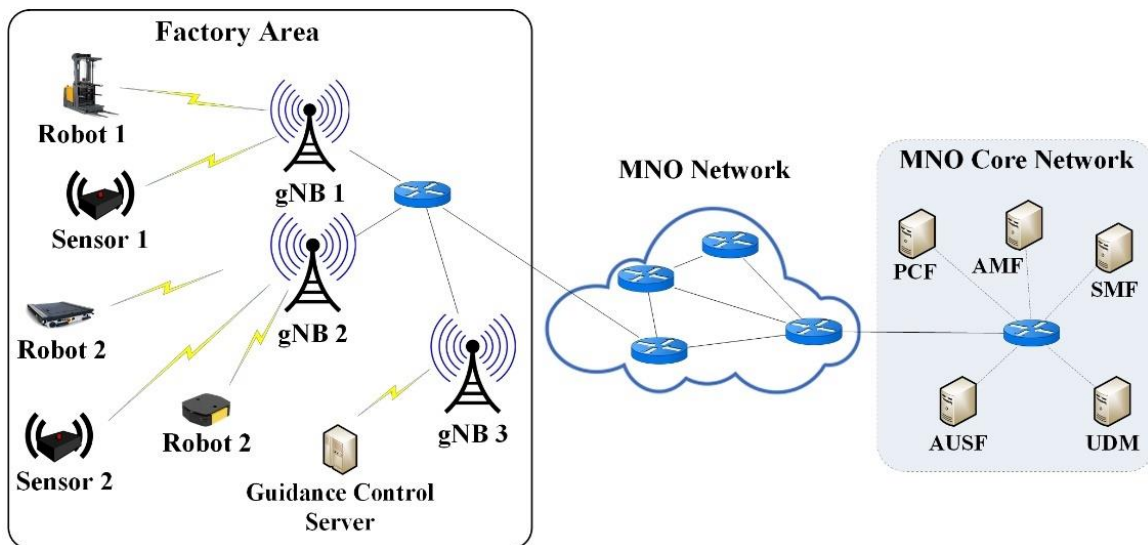 Factory Area
Robot 1
gNB 1
Sensor 1
Robot 2
gNB 2
Sensor 2
Robot 2
gNB 3
Guidance Control
Server
MNO Network
MNO Core Network
PCF
AMF
SMF
AUSF
UDM